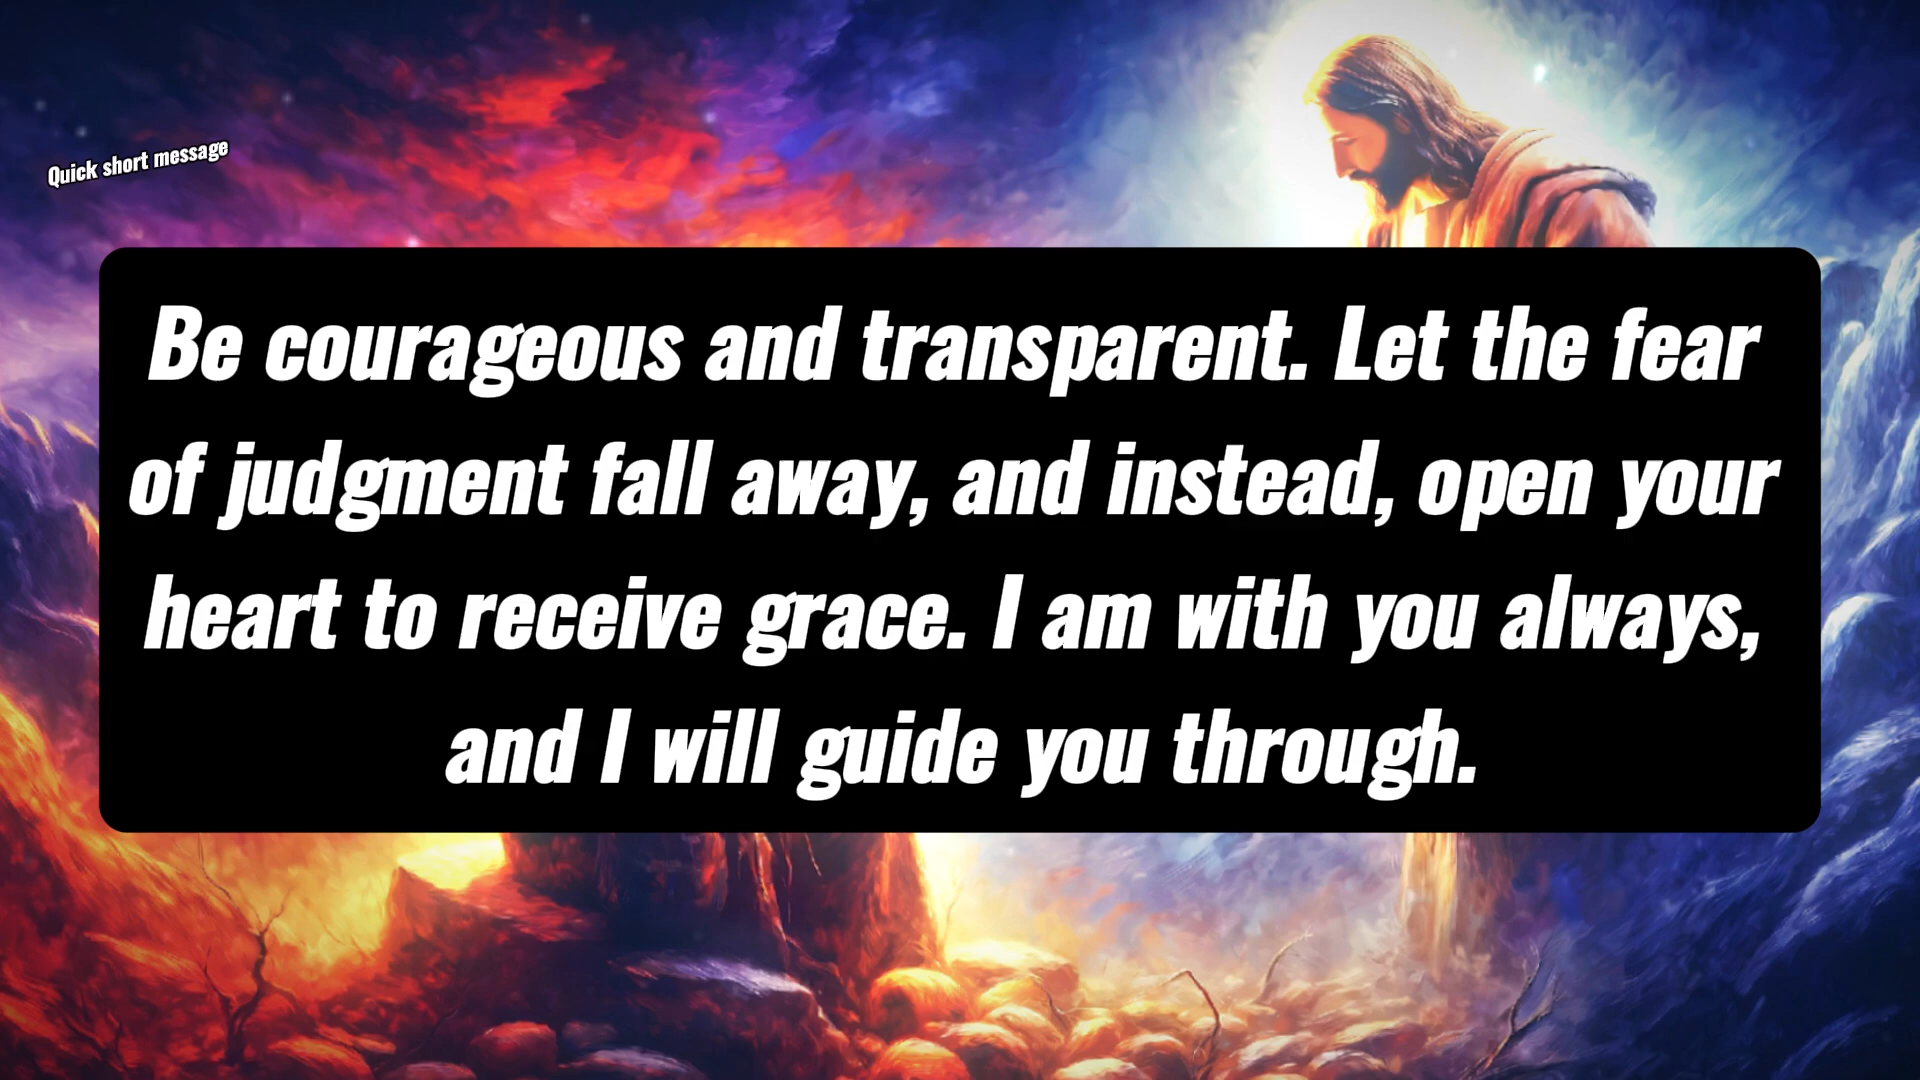 Quick short message
Be courageous and transparent. Let the fear
of judgment fall away, and instead, open your
heart to receive grace. I am with you always,
and I will guide you through.